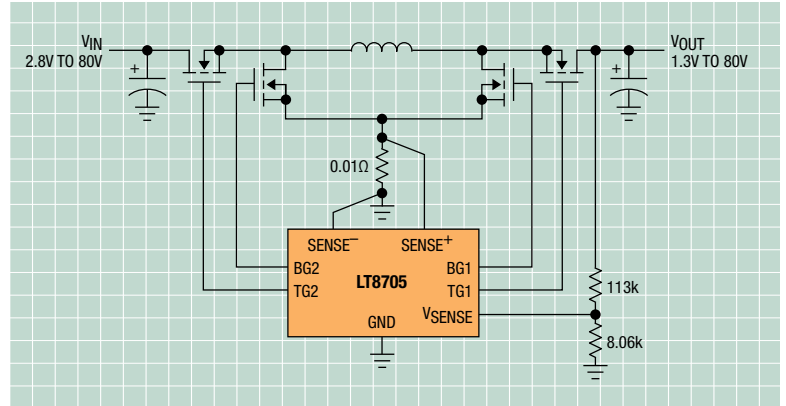 VIN
2.8V TO 80V
+
VOUT
1.3V TO 80V
+
0.01Ω
SENSE–
SENSE+
BG2
BG1
LT8705
TG2
TG1
113k
VSENSE
GND
8.06k